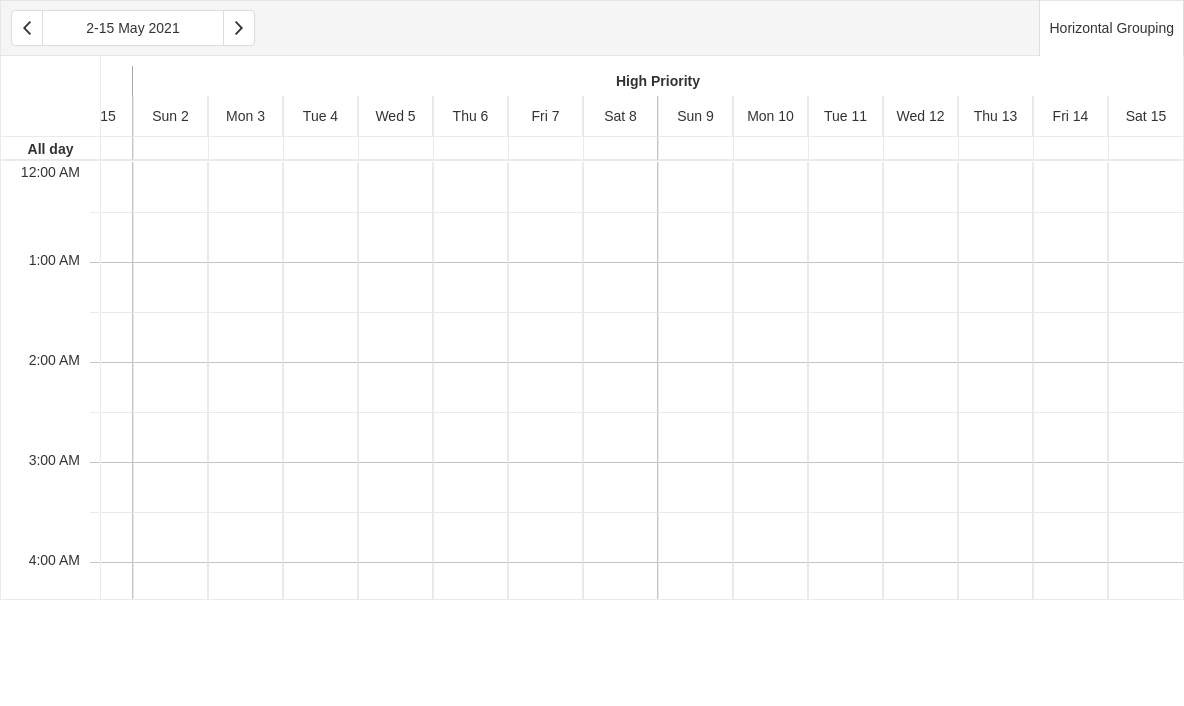 2-15 May 2021
Horizontal Grouping
High Priority
15 Sun 2 Mon 3 Tue 4 Wed 5 Thu 6 Fri 7 Sat 8 Sun 9 Mon 10 Tue 11 Wed 12 Thu 13 Fri 14 Sat 15
All day
12:00 AM
1:00 AM
2:00 AM
3:00 AM
4:00 AM